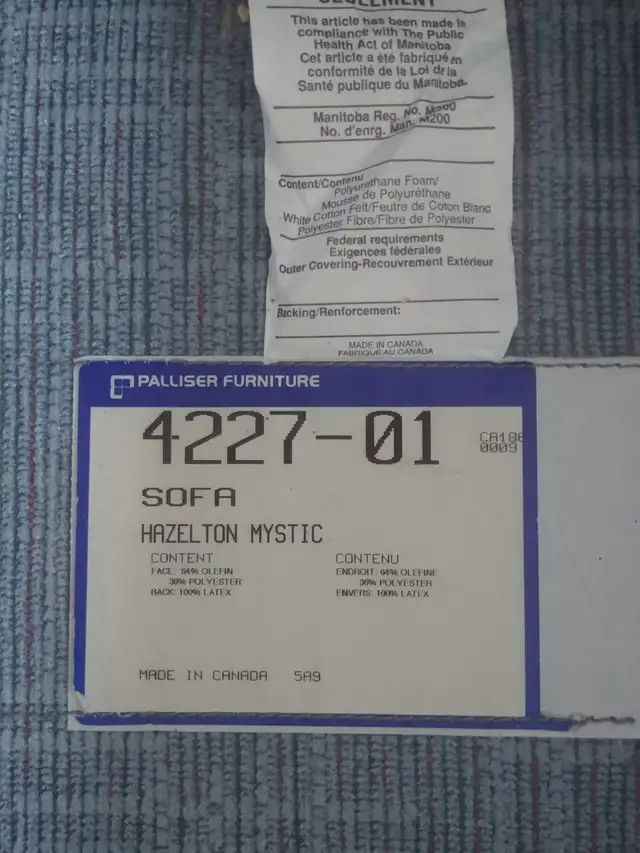 This article has been made in
compliance with The Public
Health Act of Manitoba
Cet article a été fabriqué en
conformité de la Loi de la
Santé publique du Manitoba.
Manitoba Reg. No. M200
No. d'enrg. Man. M200
Content/Contenu
Polyurethane Foam/
Mousse de Polyuréthane
White Cotton Felt/Feutre de Coton Blanc
Polyester Fibre/Fibre de Polyester
Federal requirements
Exigences fédérales
Outer Covering-Recouvrement Extérieur
Backing/Renforcement:
MADE IN CANADA
FABRIQUE AU CANADA
PALLISER FURNITURE
4227-01
0009
SOFA
HAZELTON MYSTIC
CONTENT
FACE: 64% OLEFIN
36% POLYESTER
BACK: 100% LATEX
CONTENU
ENDROIT: 64% OLEFINE
36% POLYESTER
ENVERS: 100% LATEX
MADE IN CANADA 5A9